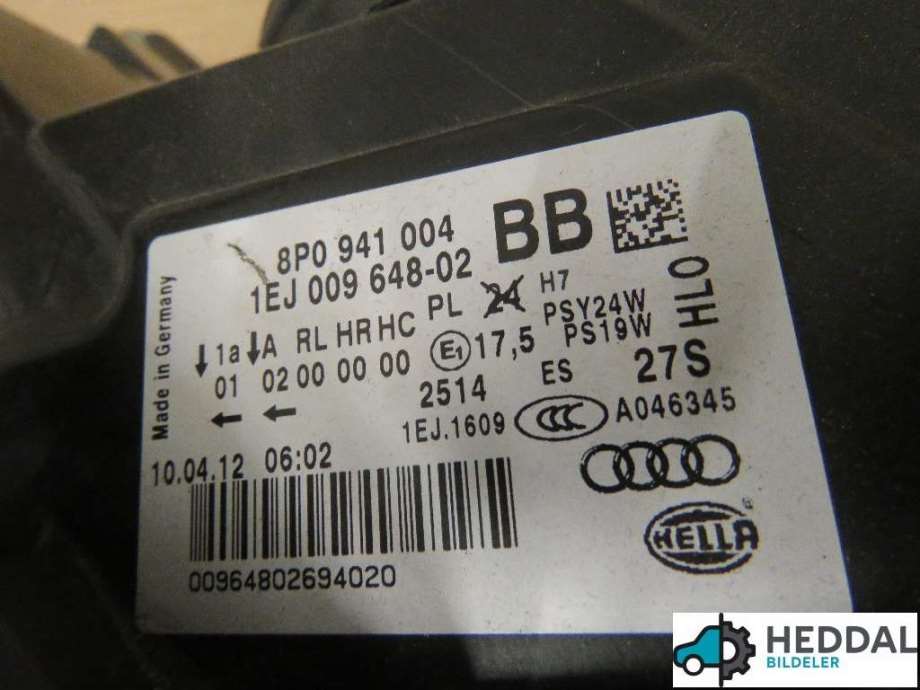 8P0 941 004 BB
1EJ 009 648-02
Made in Germany
1a A RL HR HC PL 24 H7
01 02 00 00 00 E1 17,5 PSY24W
PS19W
HL0
2514 ES 27S
1EJ.1609 CCC A046345
10.04.12 06:02
00964802694020
HELLA
HEDDAL
BILDELER